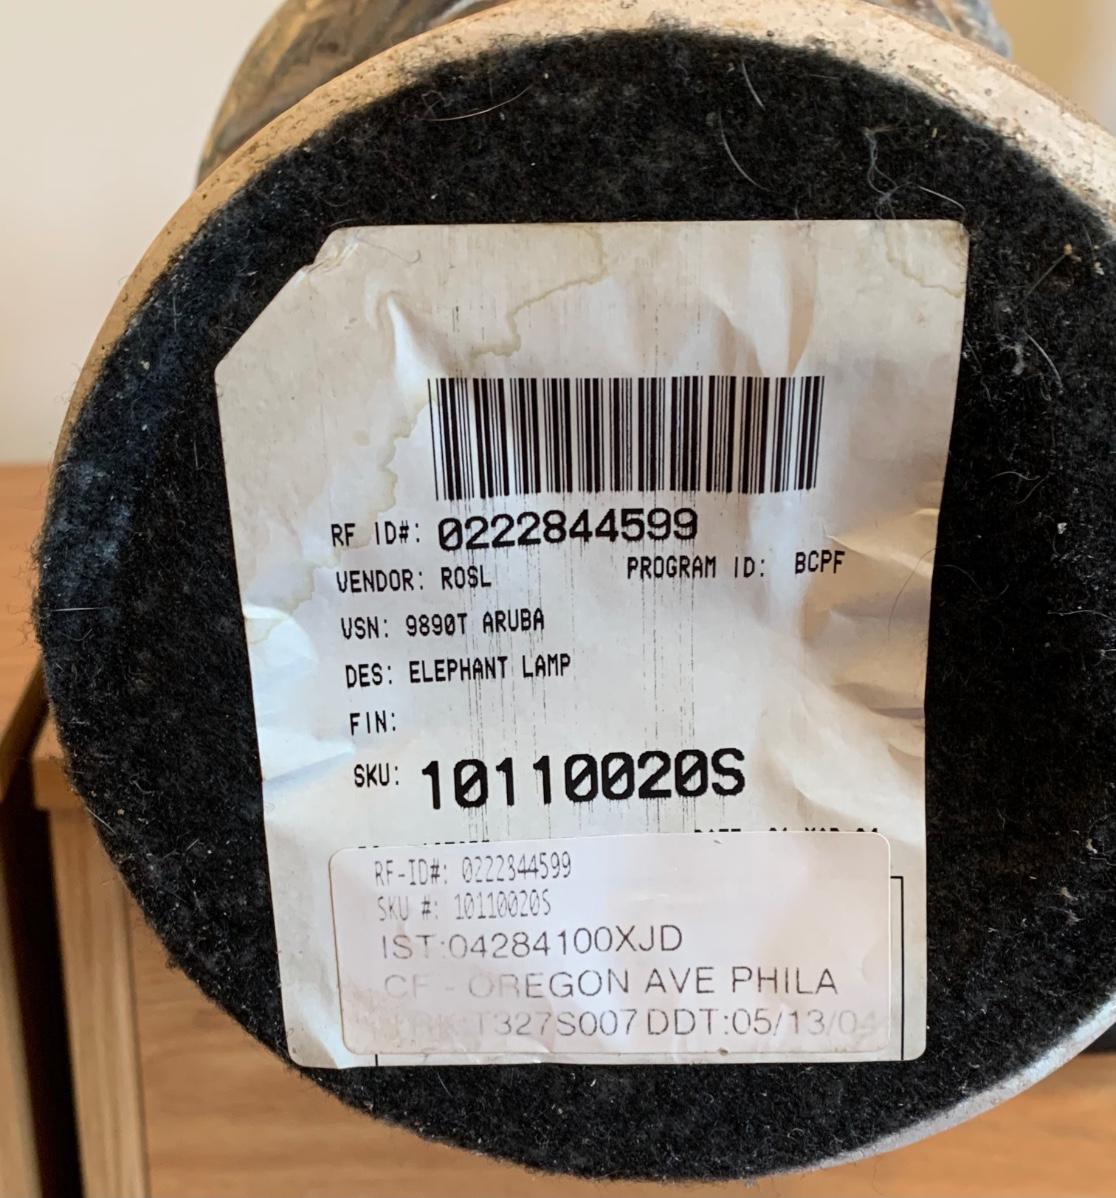 RF ID#: 0222844599
VENDOR: ROSL PROGRAM ID: BCPF
VSN: 9890T ARUBA
DES: ELEPHANT LAMP
FIN:
SKU: 10110020S
RF-ID#: 0222844599
SKU #: 10110020S
IST:04284100XJD
CF - OREGON AVE PHILA
T327S007 DDT:05/13/04